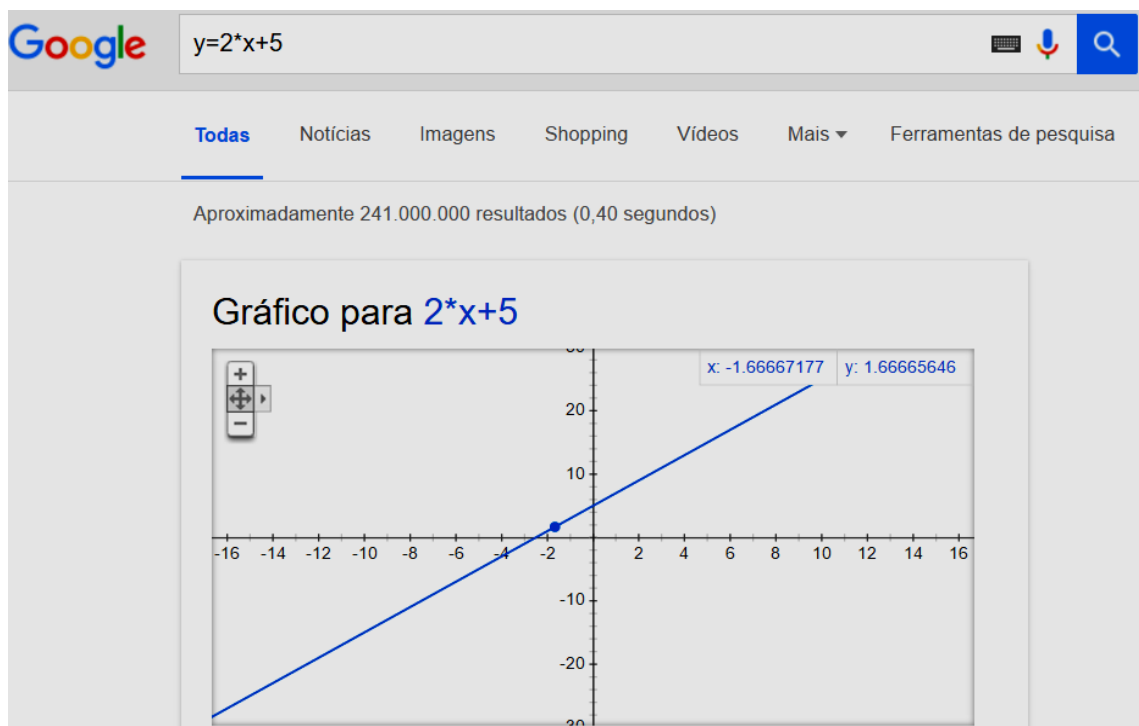 Google y=2*x+5
Todas Notícias Imagens Shopping Vídeos Mais Ferramentas de pesquisa
Aproximadamente 241.000.000 resultados (0,40 segundos)
Gráfico para 2*x+5
x: -1.66667177 y: 1.66665646
20
10
-16 -14 -12 -10 -8 -6 -4 -2 2 4 6 8 10 12 14 16
-10
-20